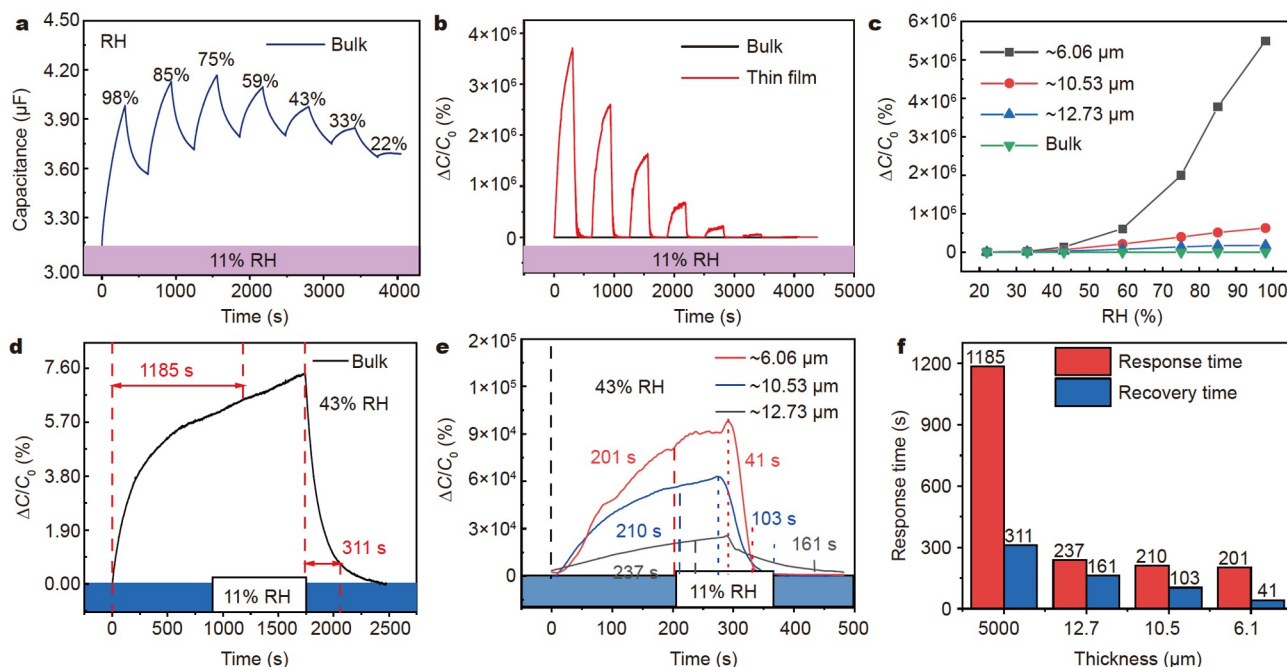 a
4.50
4.20
3.90
3.60
3.30
3.00
Capacitance (µF)
RH
Bulk
98%
85%
75%
59%
43%
33%
22%
11% RH
0 1000 2000 3000 4000
Time (s)
b
4×10⁶
3×10⁶
2×10⁶
1×10⁶
0
ΔC/C₀ (%)
Bulk
Thin film
11% RH
0 1000 2000 3000 4000 5000
Time (s)
c
6×10⁶
5×10⁶
4×10⁶
3×10⁶
2×10⁶
1×10⁶
0
ΔC/C₀ (%)
~6.06 µm
~10.53 µm
~12.73 µm
Bulk
20 30 40 50 60 70 80 90 100
RH (%)
d
7.60
5.70
3.80
1.90
0.00
ΔC/C₀ (%)
Bulk
1185 s
43% RH
311 s
11% RH
0 500 1000 1500 2000 2500
Time (s)
e
2×10⁵
1×10⁵
9×10⁴
6×10⁴
3×10⁴
0
ΔC/C₀ (%)
43% RH
~6.06 µm
~10.53 µm
~12.73 µm
201 s
41 s
210 s
103 s
237 s
161 s
11% RH
0 100 200 300 400 500
Time (s)
f
1200
900
600
300
0
Response time (s)
Response time
Recovery time
1185
311
237
161
210
103
201
41
5000 12.7 10.5 6.1
Thickness (µm)